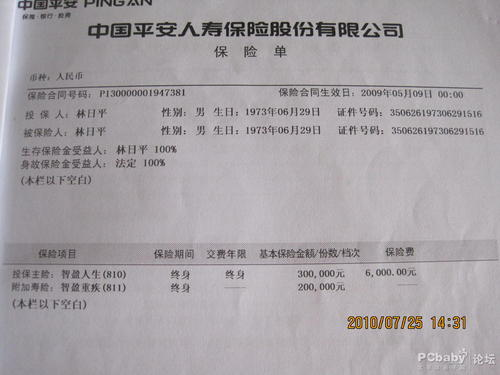 中国平安 PING AN
保险·银行·投资
中国平安人寿保险股份有限公司
保 险 单
币种：人民币
保险合同号码：P130000001947381 保险合同生效日：2009年05月09日 00:00
投 保 人：林日平 性别：男 生日：1973年06月29日 证件号码：350626197306291516
被保险人：林日平 性别：男 生日：1973年06月29日 证件号码：350626197306291516
生存保险金受益人：林日平 100%
身故保险金受益人：法定 100%
(本栏以下空白)
保险项目 保险期间 交费年限 基本保险金额/份数/档次 保险费
投保主险：智盈人生(810) 终身 终身 300,000元 6,000.00元
附加寿险：智盈重疾(811) 终身 —— 200,000元 ——
(本栏以下空白)
2010/07/25 14:31
PCbaby 论坛